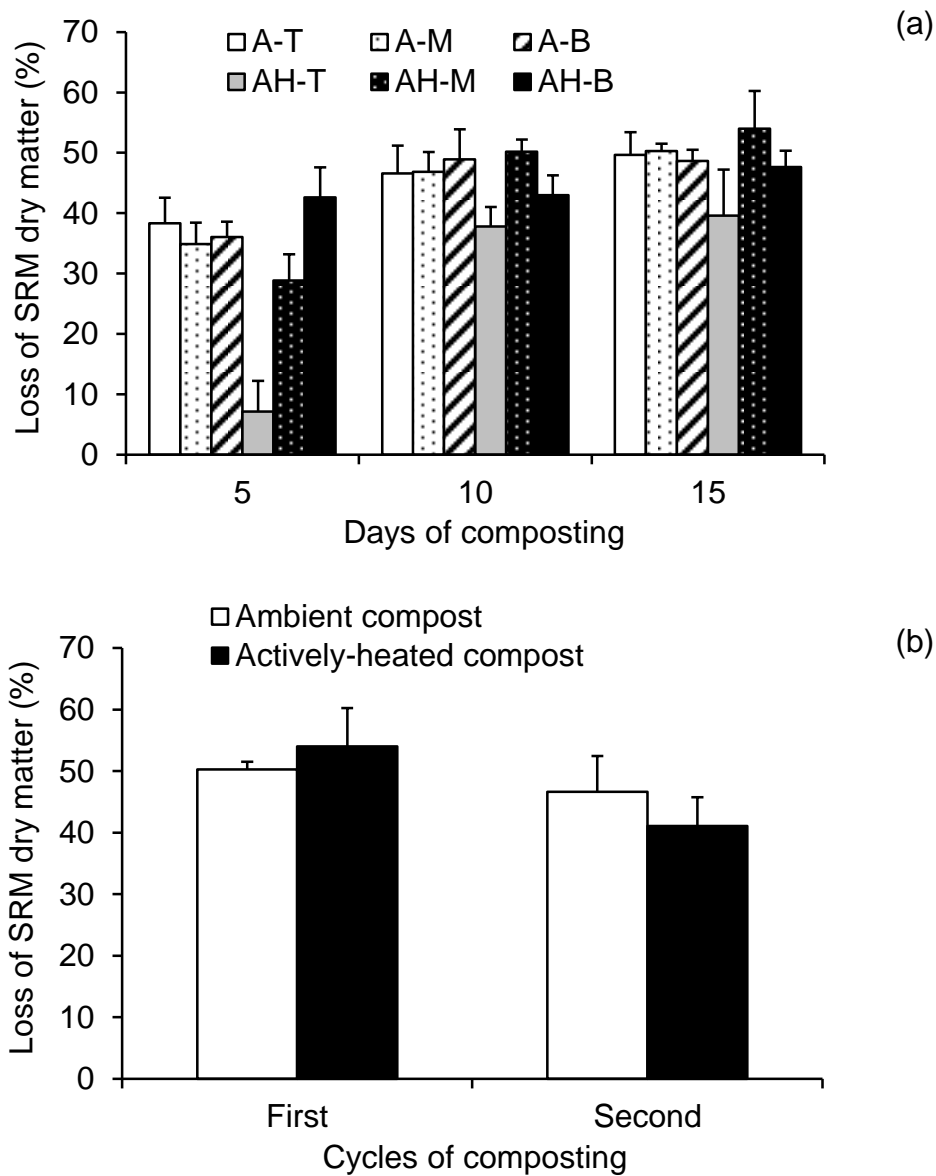 (a)
70
60
50
40
30
20
10
0
Loss of SRM dry matter (%)
A-T A-M A-B
AH-T AH-M AH-B
5 10 15
Days of composting
(b)
Ambient compost
Actively-heated compost
70
60
50
40
30
20
10
0
Loss of SRM dry matter (%)
First Second
Cycles of composting